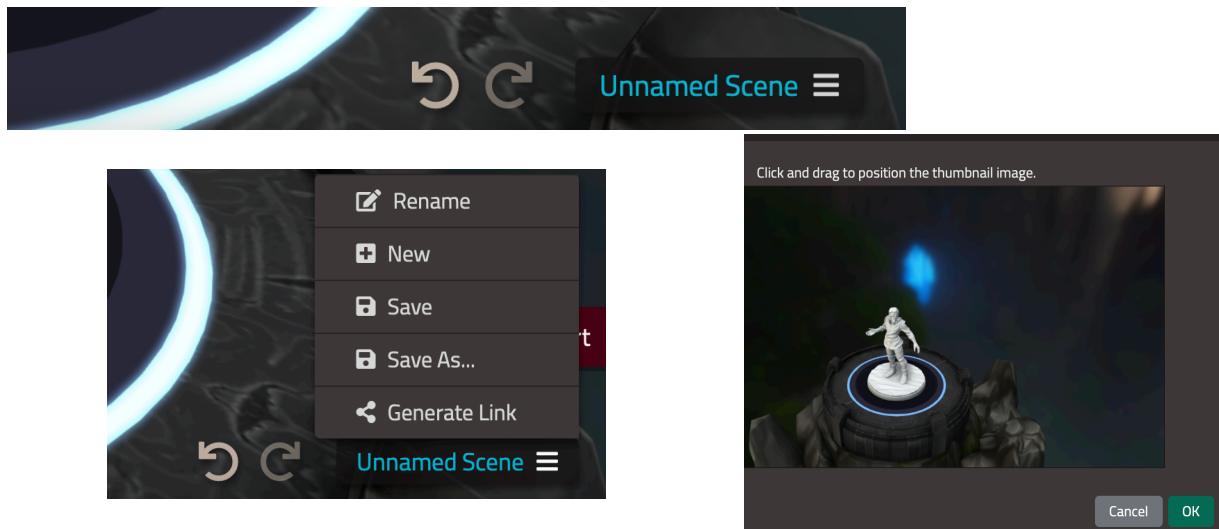 Unnamed Scene
Click and drag to position the thumbnail image.
Rename
New
Save
Save As...
Generate Link
Unnamed Scene
Cancel
OK